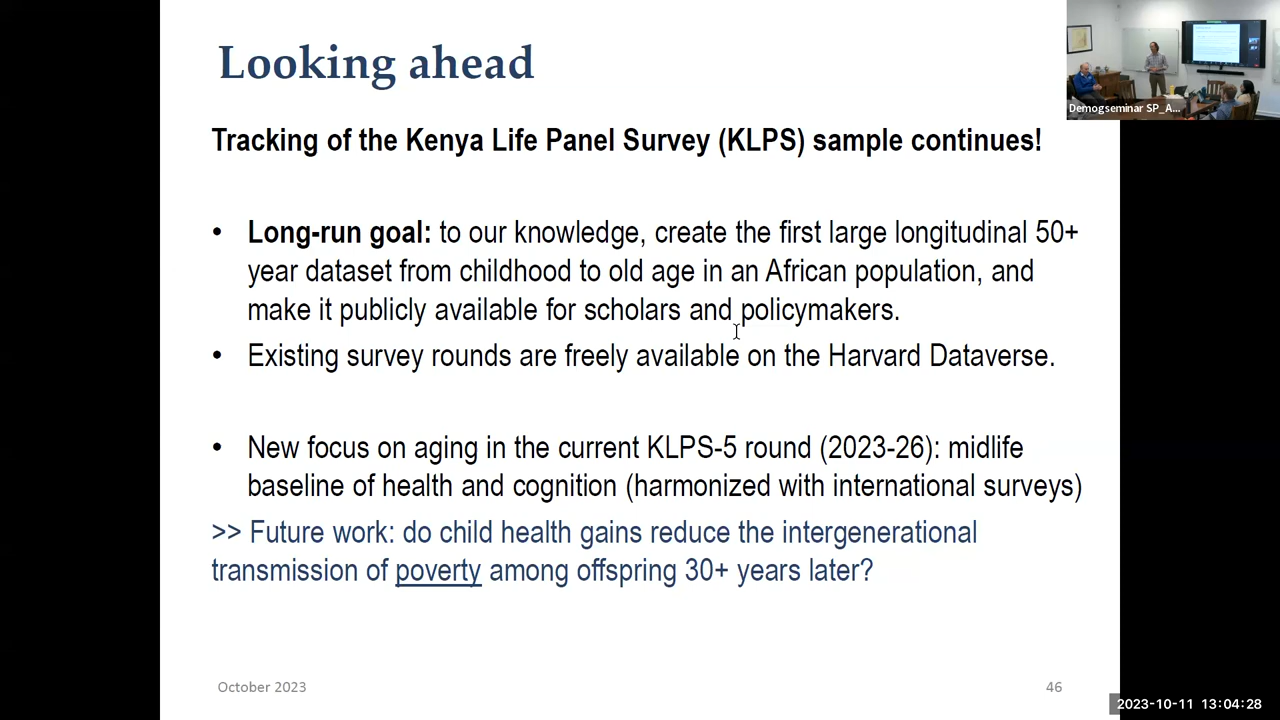 Looking ahead
Demogseminar SP_A...
Tracking of the Kenya Life Panel Survey (KLPS) sample continues!
• Long-run goal: to our knowledge, create the first large longitudinal 50+
year dataset from childhood to old age in an African population, and
make it publicly available for scholars and policymakers.
• Existing survey rounds are freely available on the Harvard Dataverse.
• New focus on aging in the current KLPS-5 round (2023-26): midlife
baseline of health and cognition (harmonized with international surveys)
>> Future work: do child health gains reduce the intergenerational
transmission of poverty among offspring 30+ years later?
October 2023
46
2023-10-11 13:04:28